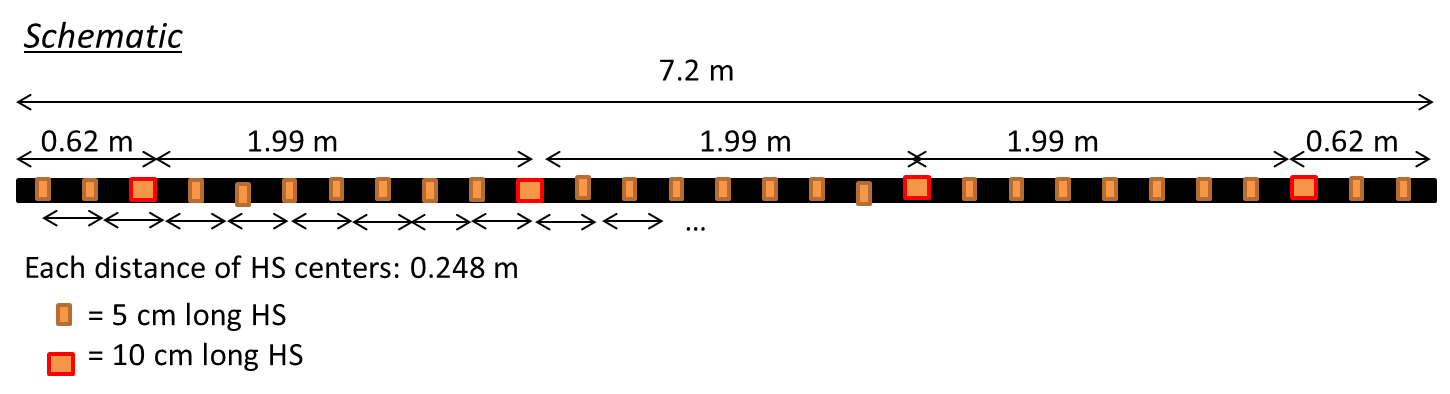 Schematic
7.2 m
0.62 m 1.99 m 1.99 m 1.99 m 0.62 m
...
Each distance of HS centers: 0.248 m
= 5 cm long HS
= 10 cm long HS